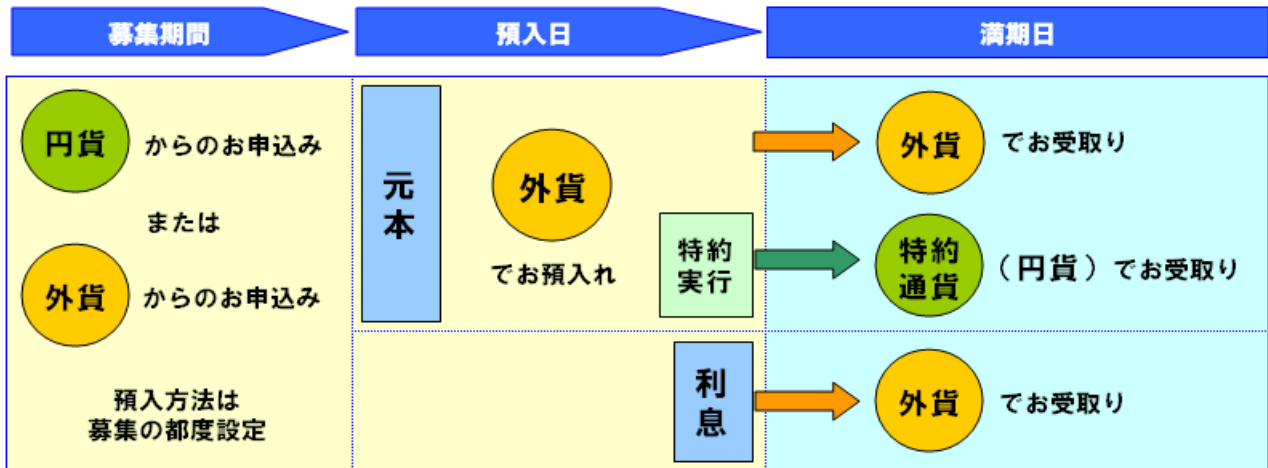 募集期間
預入日
満期日
円貨 からのお申込み
または
外貨 からのお申込み
預入方法は
募集の都度設定
元本
外貨
でお預入れ
特約
実行
外貨 でお受取り
特約
通貨 (円貨)でお受取り
利息
外貨 でお受取り